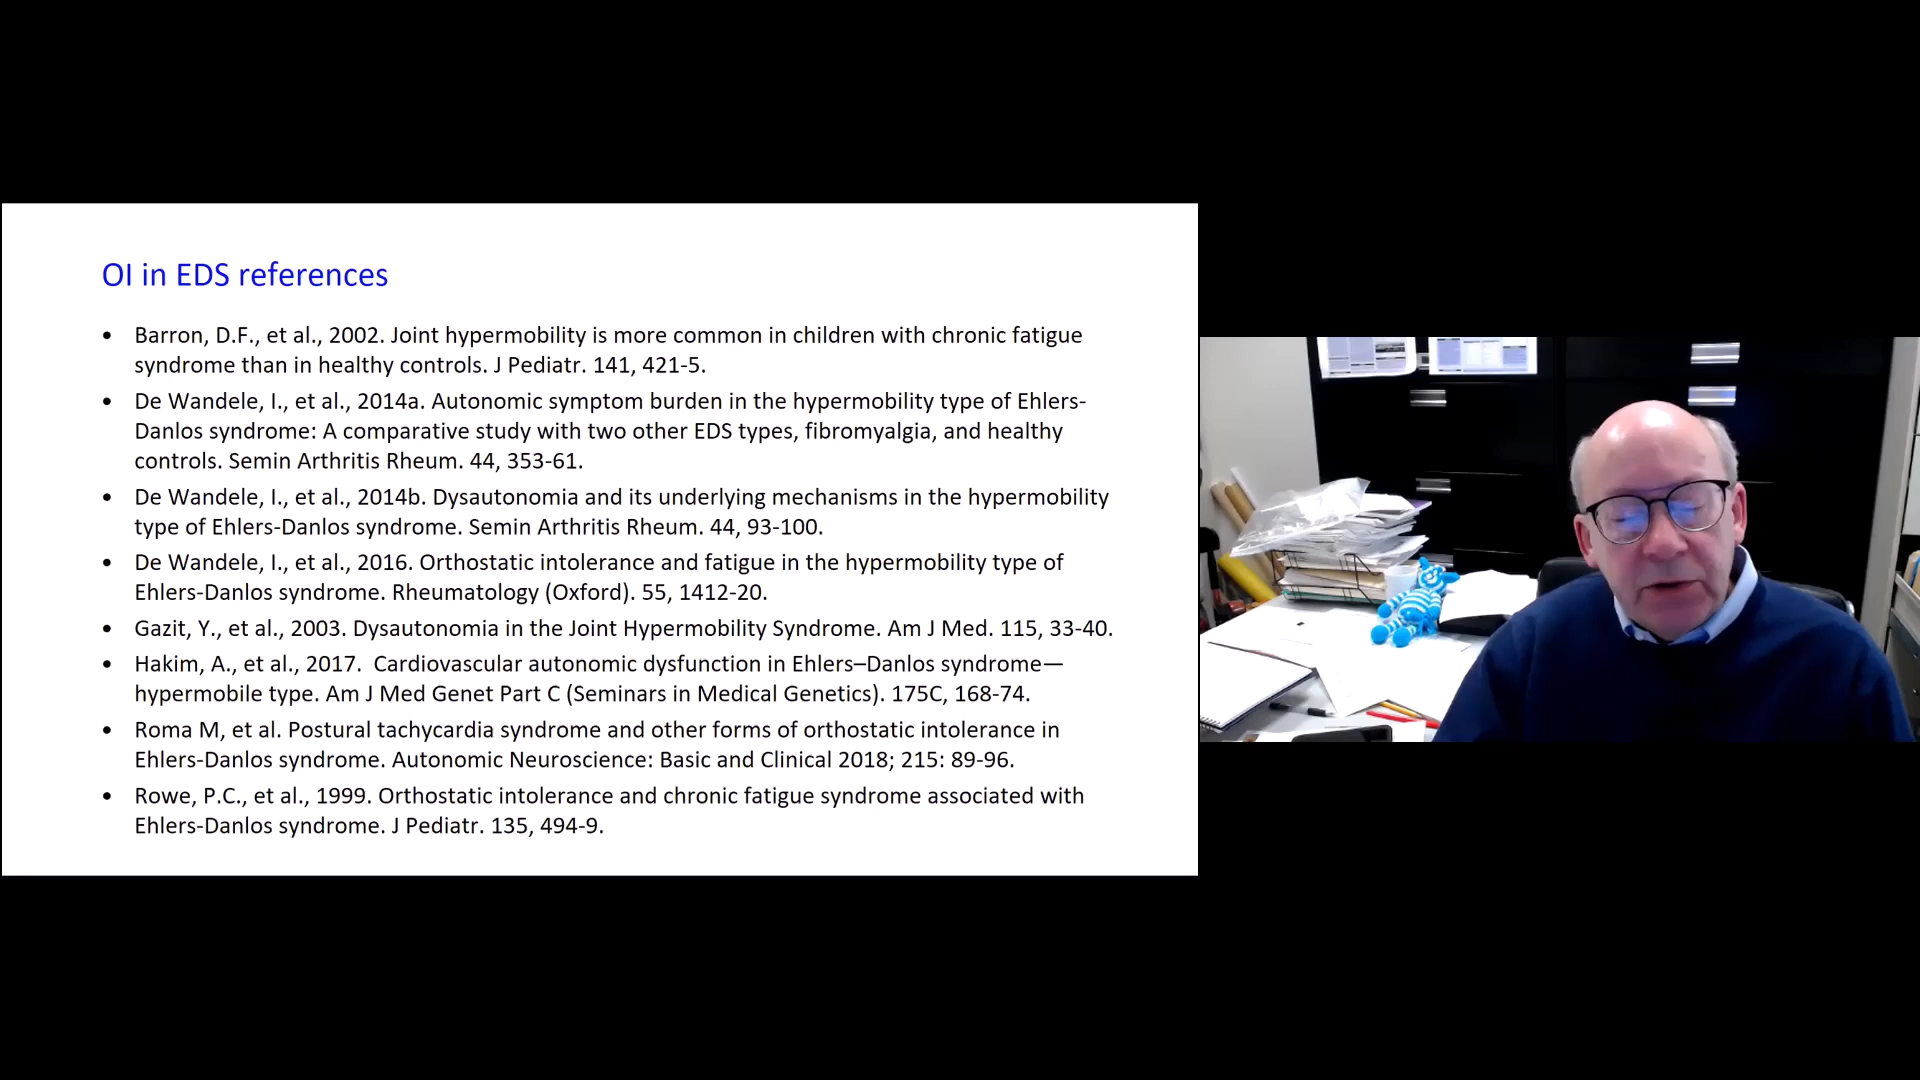 OI in EDS references
• Barron, D.F., et al., 2002. Joint hypermobility is more common in children with chronic fatigue
syndrome than in healthy controls. J Pediatr. 141, 421-5.
• De Wandele, I., et al., 2014a. Autonomic symptom burden in the hypermobility type of Ehlers-
Danlos syndrome: A comparative study with two other EDS types, fibromyalgia, and healthy
controls. Semin Arthritis Rheum. 44, 353-61.
• De Wandele, I., et al., 2014b. Dysautonomia and its underlying mechanisms in the hypermobility
type of Ehlers-Danlos syndrome. Semin Arthritis Rheum. 44, 93-100.
• De Wandele, I., et al., 2016. Orthostatic intolerance and fatigue in the hypermobility type of
Ehlers-Danlos syndrome. Rheumatology (Oxford). 55, 1412-20.
• Gazit, Y., et al., 2003. Dysautonomia in the Joint Hypermobility Syndrome. Am J Med. 115, 33-40.
• Hakim, A., et al., 2017.  Cardiovascular autonomic dysfunction in Ehlers–Danlos syndrome—
hypermobile type. Am J Med Genet Part C (Seminars in Medical Genetics). 175C, 168-74.
• Roma M, et al. Postural tachycardia syndrome and other forms of orthostatic intolerance in
Ehlers-Danlos syndrome. Autonomic Neuroscience: Basic and Clinical 2018; 215: 89-96.
• Rowe, P.C., et al., 1999. Orthostatic intolerance and chronic fatigue syndrome associated with
Ehlers-Danlos syndrome. J Pediatr. 135, 494-9.